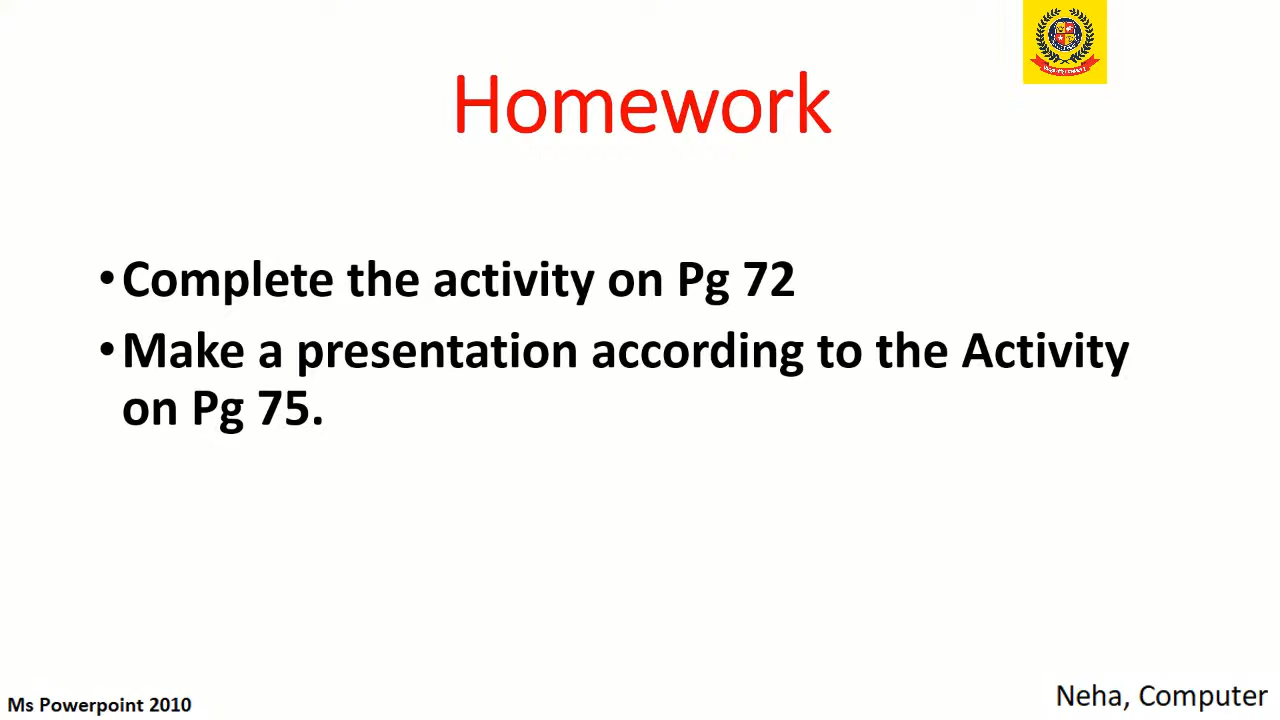 Homework
•Complete the activity on Pg 72
•Make a presentation according to the Activity
on Pg 75.
Ms Powerpoint 2010
Neha, Computer